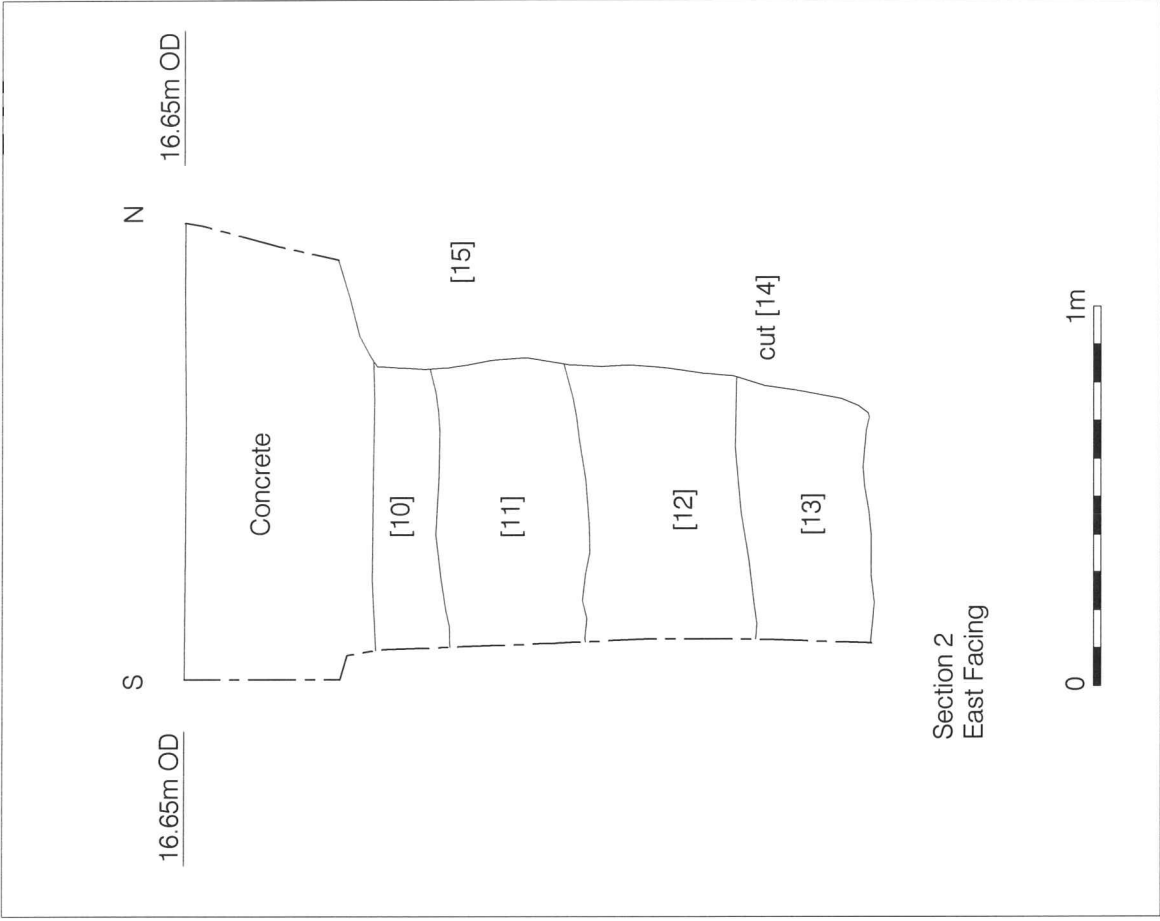 S
N
16.65m OD
16.65m OD
Concrete
[10]
[15]
[11]
[12]
cut [14]
[13]
Section 2
East Facing
0
1m